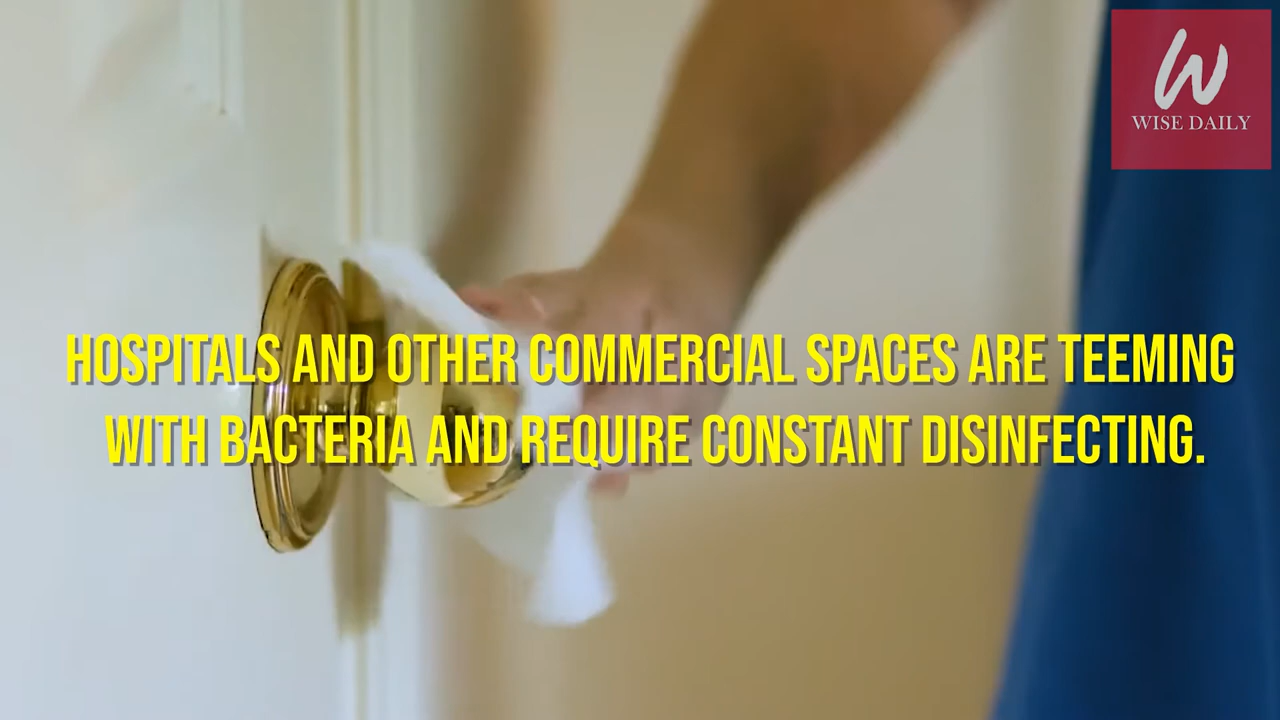 W
WISE DAILY
HOSPITALS AND OTHER COMMERCIAL SPACES ARE TEEMING
WITH BACTERIA AND REQUIRE CONSTANT DISINFECTING.